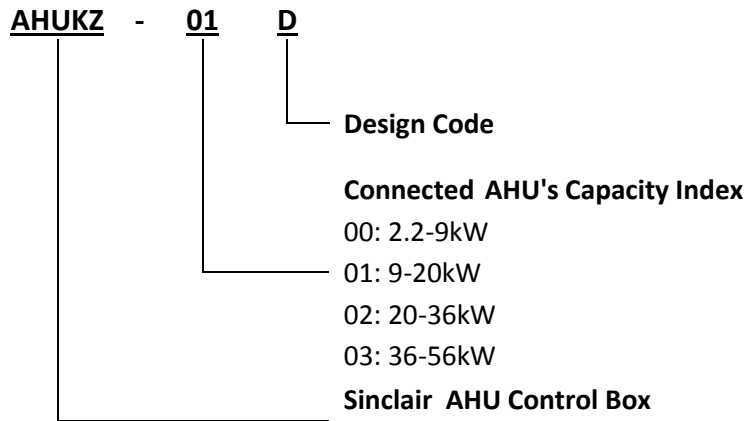 AHUKZ - 01 D
Design Code
Connected AHU's Capacity Index
00: 2.2-9kW
01: 9-20kW
02: 20-36kW
03: 36-56kW
Sinclair AHU Control Box